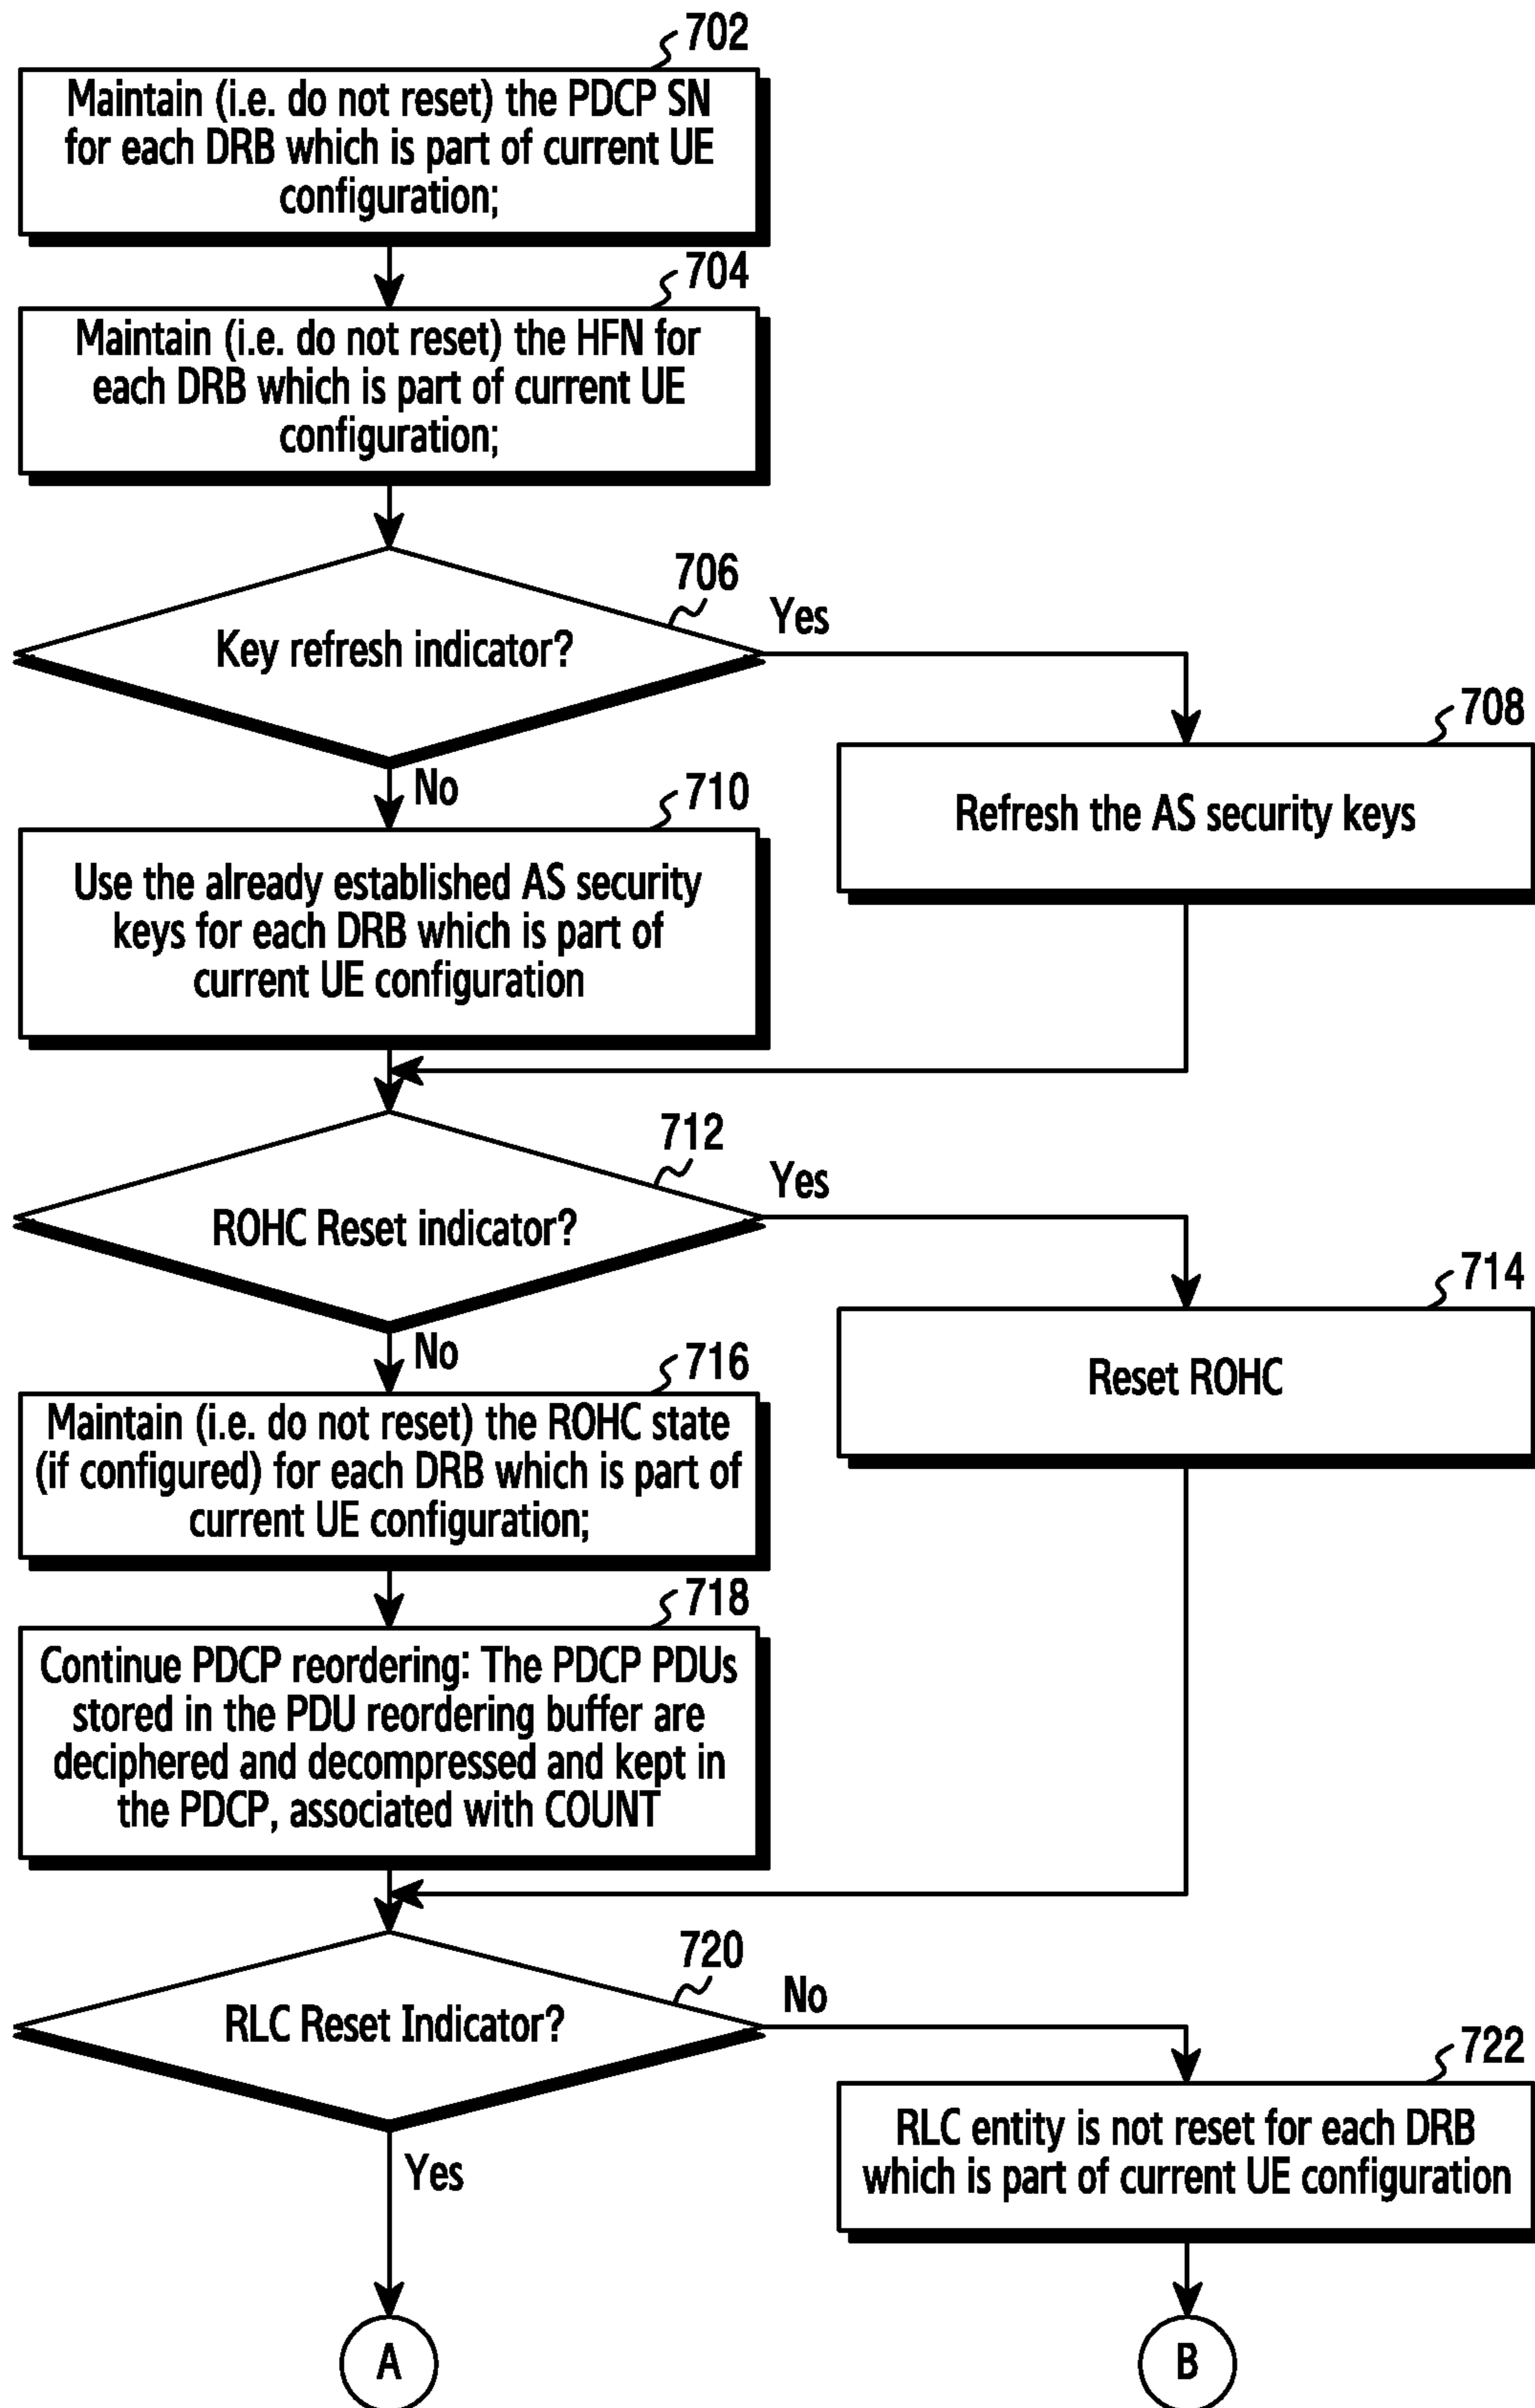 702
Maintain (i.e. do not reset) the PDCP SN
for each DRB which is part of current UE
configuration;
704
Maintain (i.e. do not reset) the HFN for
each DRB which is part of current UE
configuration;
706
Key refresh indicator?
Yes
708
Refresh the AS security keys
No
710
Use the already established AS security
keys for each DRB which is part of
current UE configuration
712
ROHC Reset indicator?
Yes
714
Reset ROHC
No
716
Maintain (i.e. do not reset) the ROHC state
(if configured) for each DRB which is part of
current UE configuration;
718
Continue PDCP reordering: The PDCP PDUs
stored in the PDU reordering buffer are
deciphered and decompressed and kept in
the PDCP, associated with COUNT
720
RLC Reset Indicator?
No
722
RLC entity is not reset for each DRB
which is part of current UE configuration
Yes
A
B